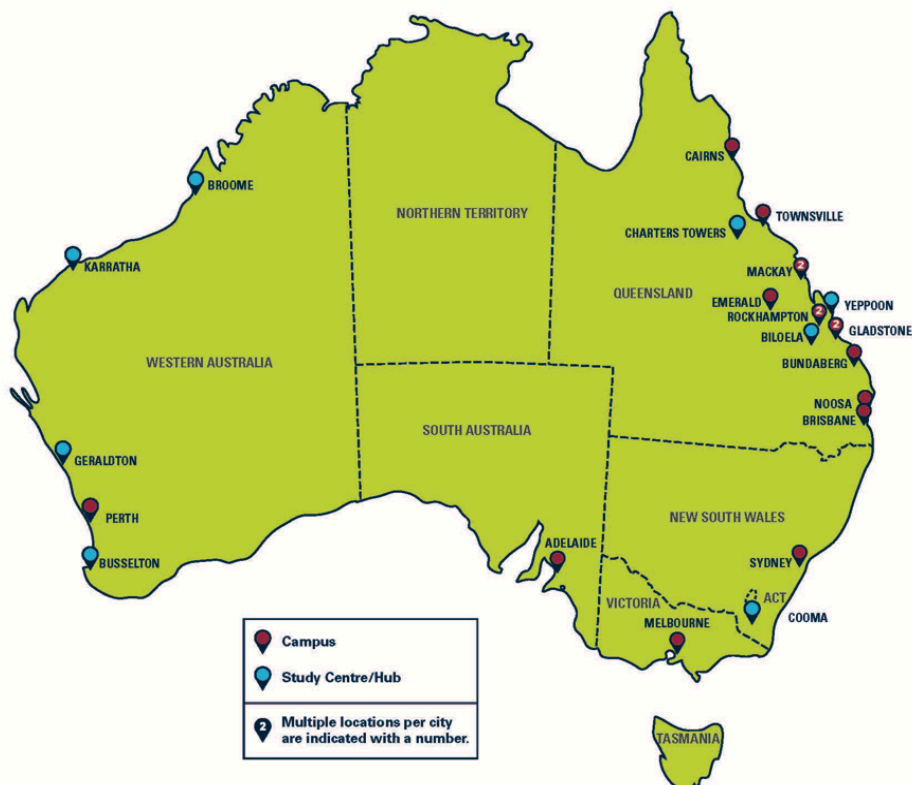 CAIRNS
BROOME
NORTHERN TERRITORY
TOWNSVILLE
CHARTERS TOWERS
KARRATHA
MACKAY
2
QUEENSLAND
EMERALD
YEPPOON
ROCKHAMPTON
2
2
GLADSTONE
BILOELA
WESTERN AUSTRALIA
BUNDABERG
NOOSA
BRISBANE
SOUTH AUSTRALIA
GERALDTON
PERTH
NEW SOUTH WALES
ADELAIDE
SYDNEY
BUSSELTON
VICTORIA
ACT
COOMA
MELBOURNE
Campus
Study Centre/Hub
2
Multiple locations per city
are indicated with a number.
TASMANIA